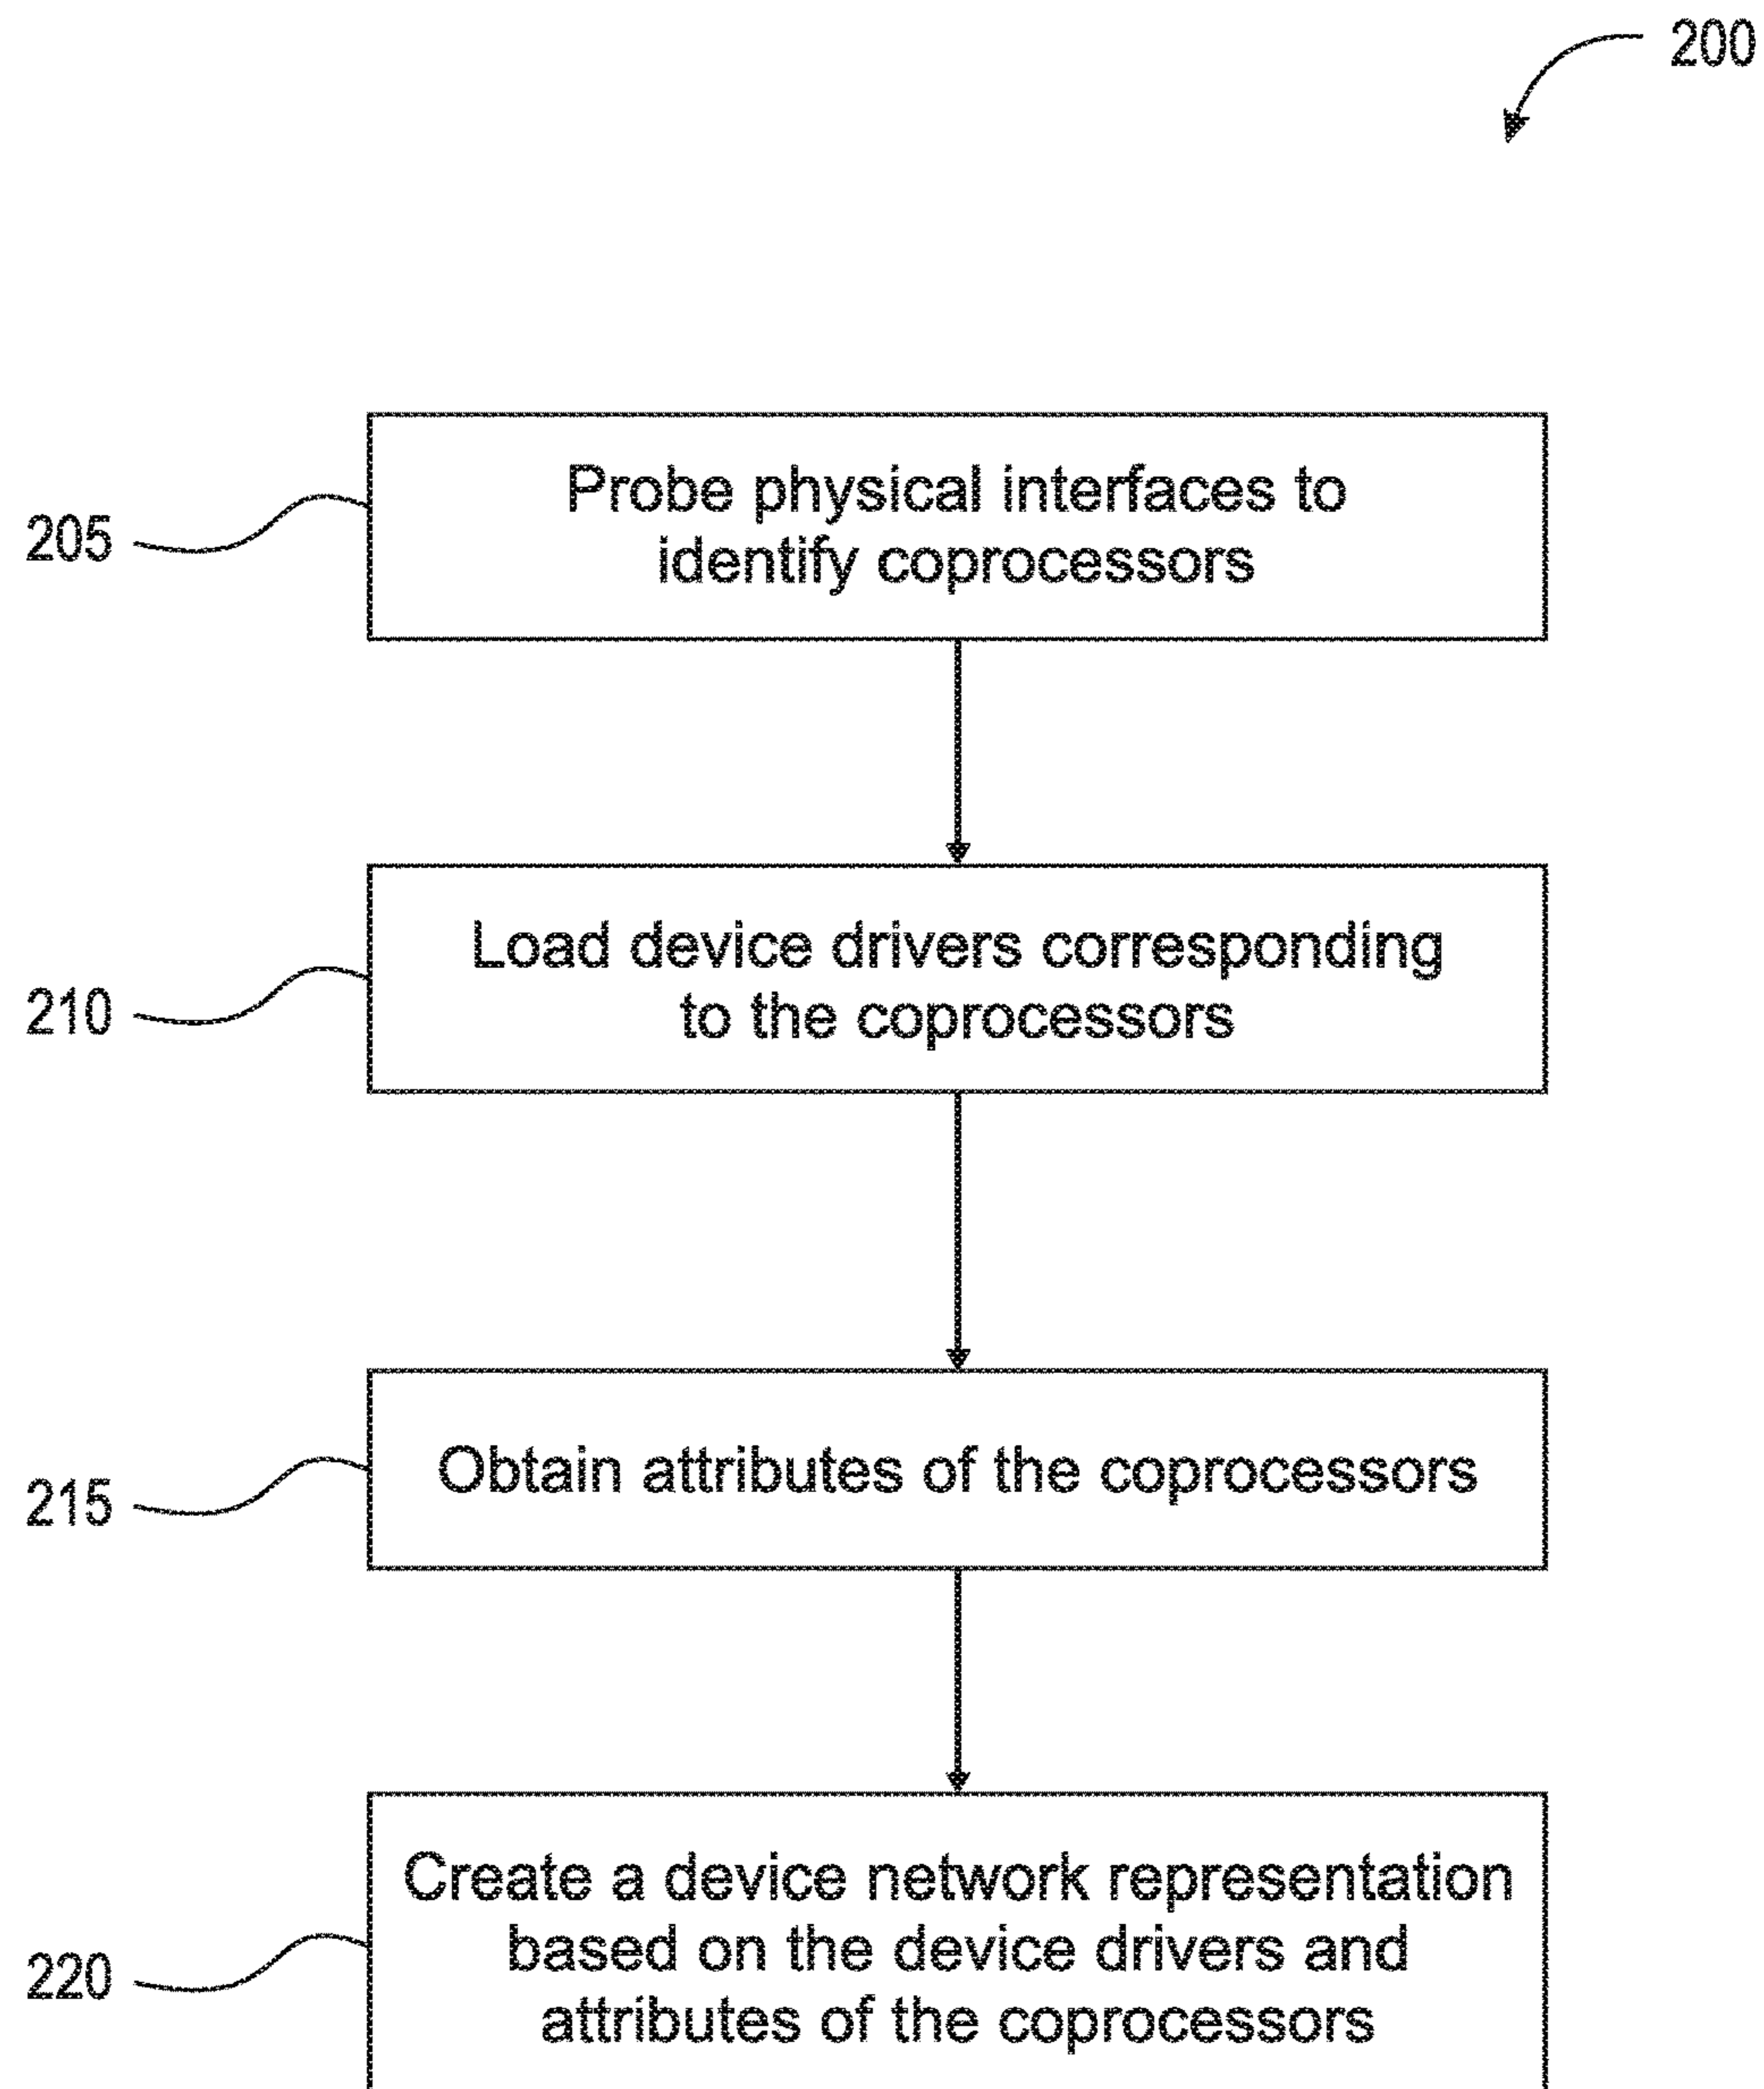 200
205
Probe physical interfaces to
identify coprocessors
210
Load device drivers corresponding
to the coprocessors
215
Obtain attributes of the coprocessors
220
Create a device network representation
based on the device drivers and
attributes of the coprocessors